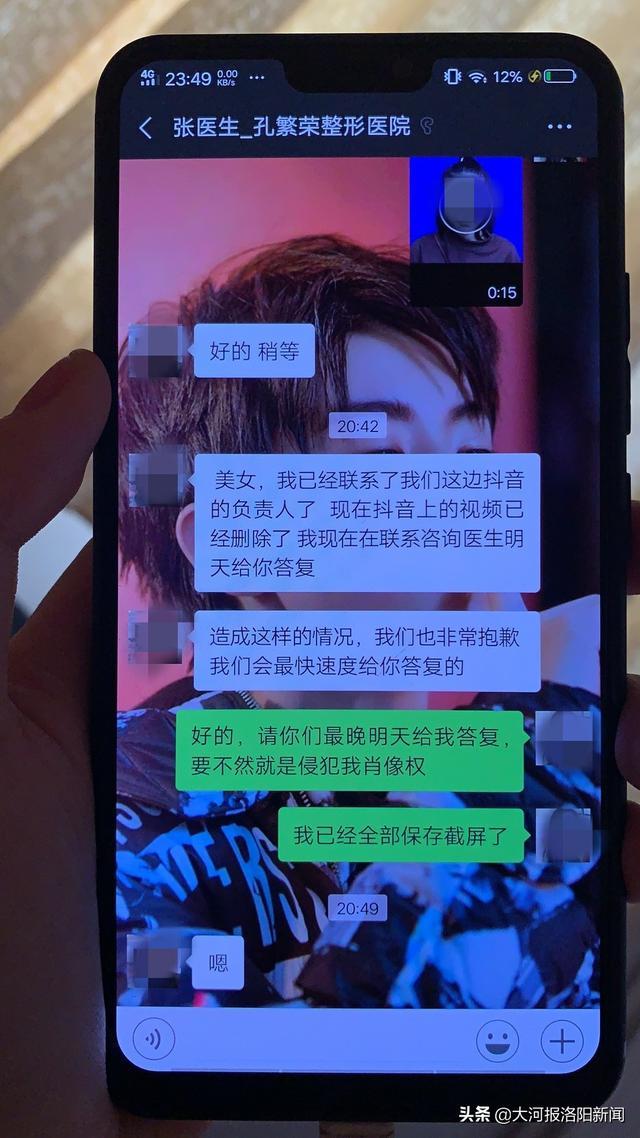 4G 23:49 0.00 KB/s ... 12%
张医生_孔繁荣整形医院
0:15
好的 稍等
20:42
美女，我已经联系了我们这边抖音
的负责人了 现在抖音上的视频已
经删除了 我现在在联系咨询医生明
天给你答复
造成这样的情况，我们也非常抱歉
我们会最快速度给你答复的
好的，请你们最晚明天给我答复，
要不然就是侵犯我肖像权
我已经全部保存截屏了
20:49
嗯
头条 @大河报洛阳新闻